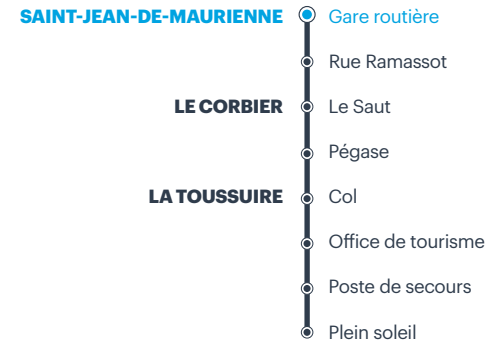 SAINT-JEAN-DE-MAURIENNE Gare routière
Rue Ramassot
LE CORBIER Le Saut
Pégase
LA TOUSSUIRE Col
Office de tourisme
Poste de secours
Plein soleil